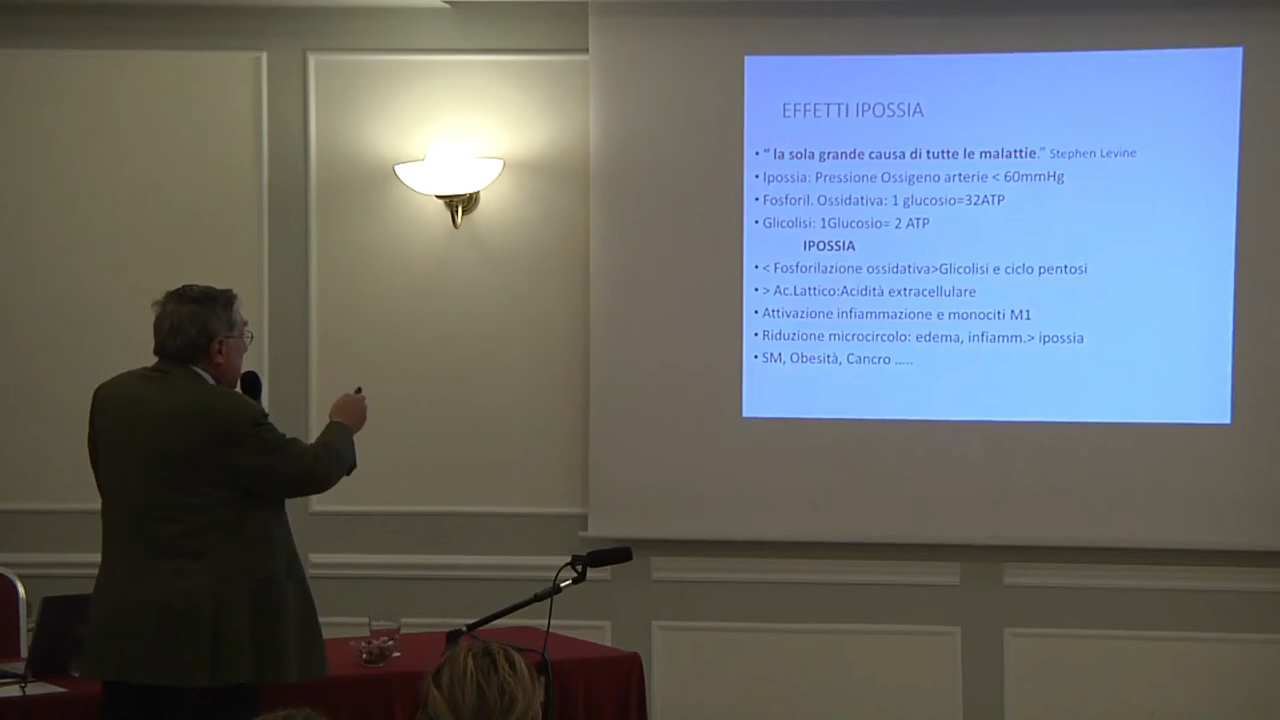 EFFETTI IPOSSIA
• “ la sola grande causa di tutte le malattie.” Stephen Levine
• Ipossia: Pressione Ossigeno arterie < 60mmHg
• Fosforil. Ossidativa: 1 glucosio=32ATP
• Glicolisi: 1Glucosio= 2 ATP
IPOSSIA
• < Fosforilazione ossidativa>Glicolisi e ciclo pentosi
• > Ac.Lattico:Acidità extracellulare
• Attivazione infiammazione e monociti M1
• Riduzione microcircolo: edema, infiamm.> ipossia
• SM, Obesità, Cancro .....